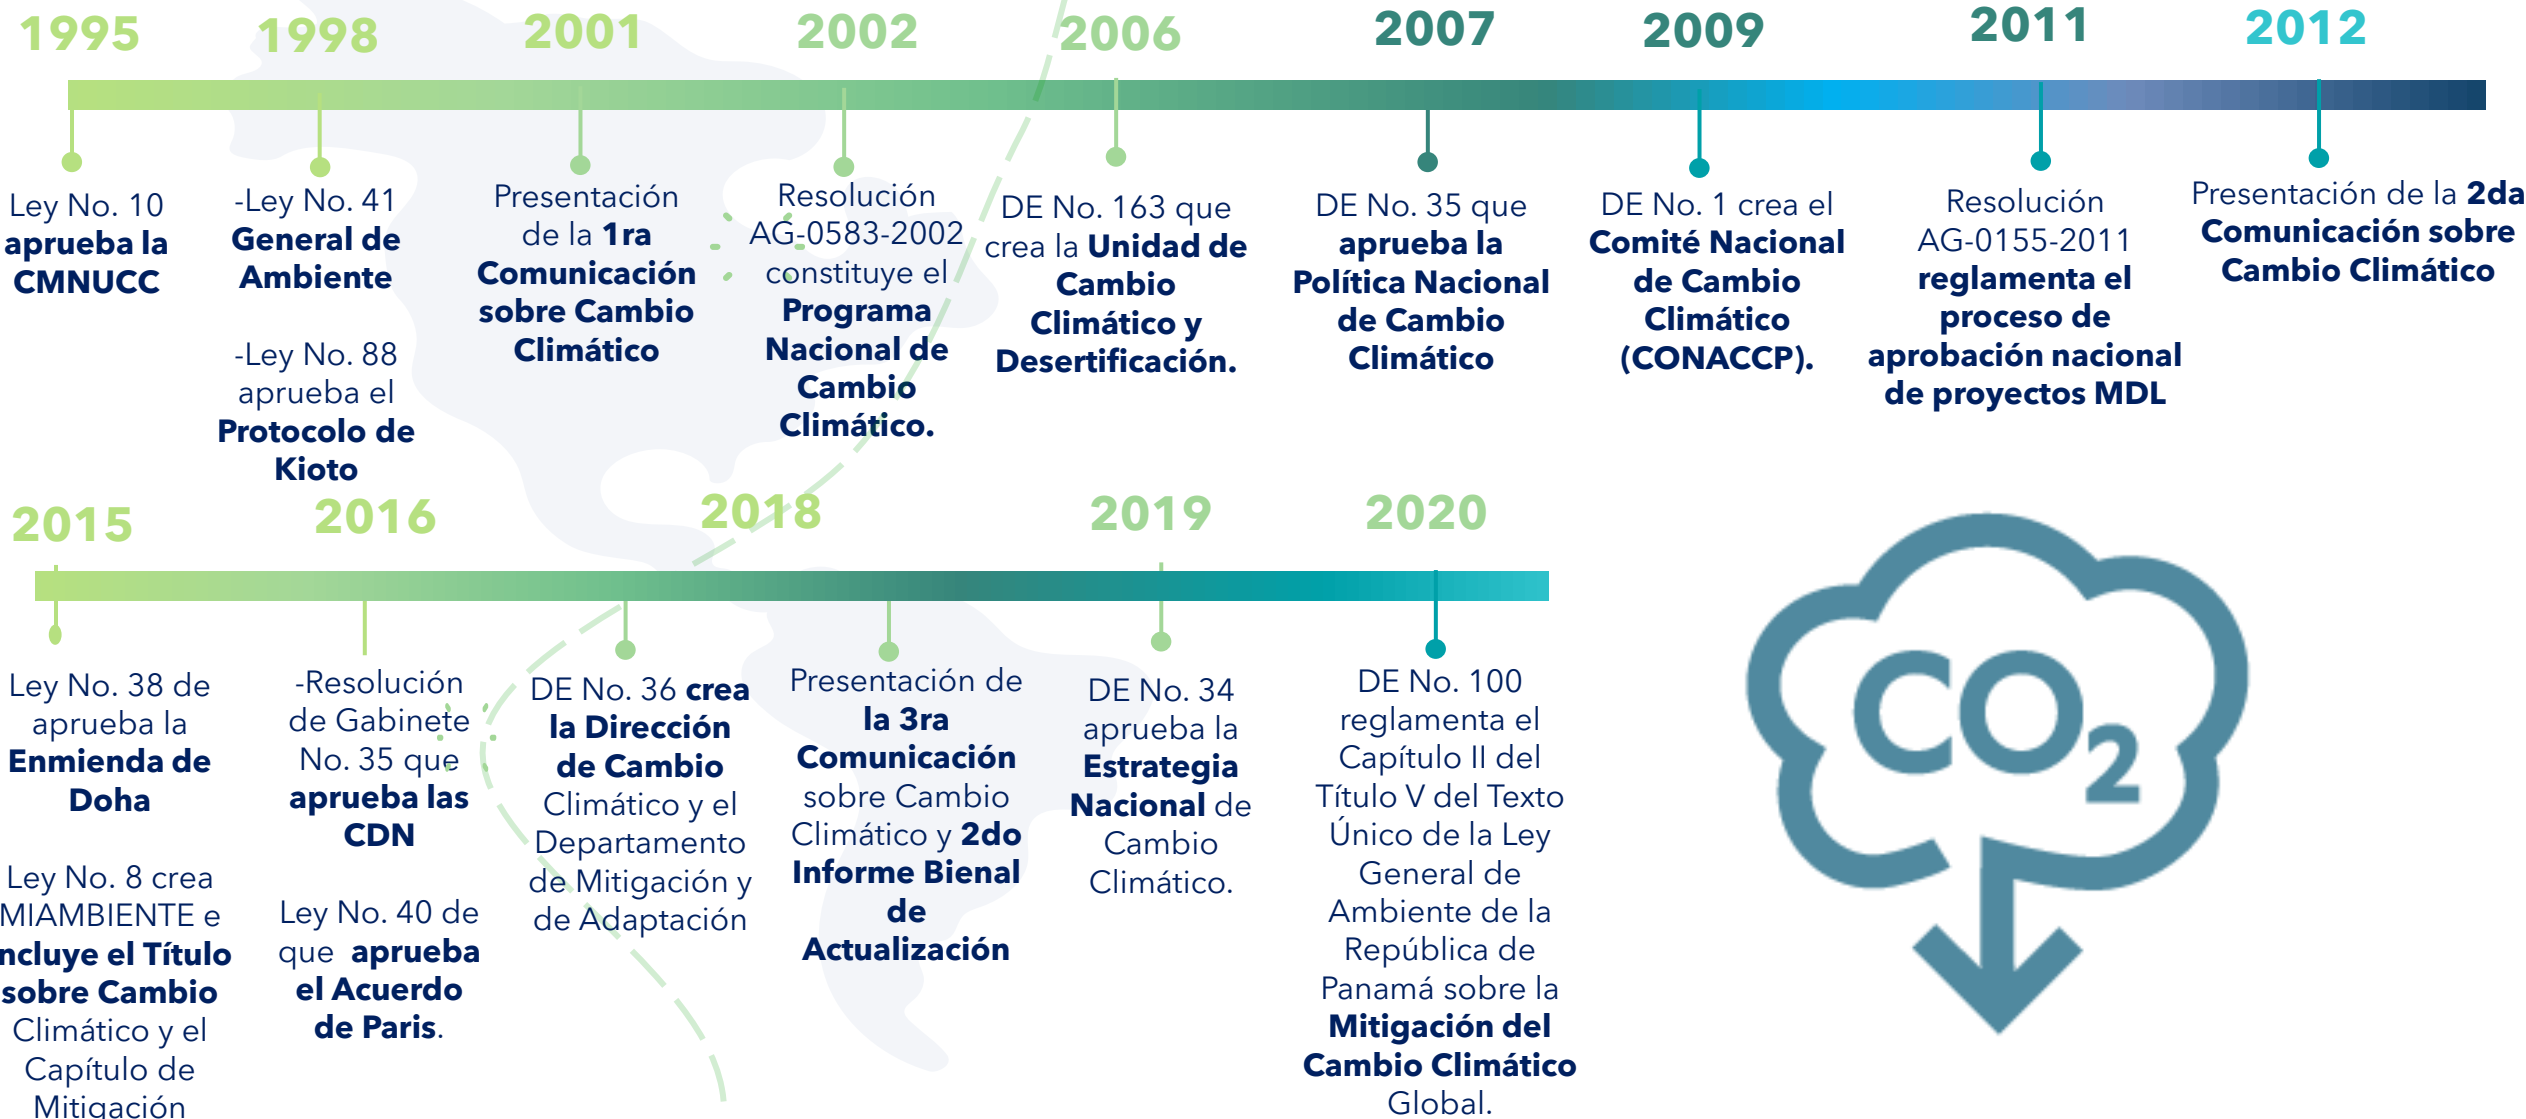 1995
Ley No. 10
aprueba la
CMNUCC
1998
-Ley No. 41
General de
Ambiente
-Ley No. 88
aprueba el
Protocolo de
Kioto
2001
Presentación
de la 1ra
Comunicación
sobre Cambio
Climático
2002
Resolución
AG-0583-2002
constituye el
Programa
Nacional de
Cambio
Climático.
2006
DE No. 163 que
crea la Unidad de
Cambio
Climático y
Desertificación.
2007
DE No. 35 que
aprueba la
Política Nacional
de Cambio
Climático
2009
DE No. 1 crea el
Comité Nacional
de Cambio
Climático
(CONACCP).
2011
Resolución
AG-0155-2011
reglamenta el
proceso de
aprobación nacional
de proyectos MDL
2012
Presentación de la 2da
Comunicación sobre
Cambio Climático
2015
Ley No. 38 de
aprueba la
Enmienda de
Doha
Ley No. 8 crea
MIAMBIENTE e
ncluye el Título
sobre Cambio
Climático y el
Capítulo de
Mitigación
2016
-Resolución
de Gabinete
No. 35 que
aprueba las
CDN
Ley No. 40 de
que aprueba
el Acuerdo
de Paris.
2018
DE No. 36 crea
la Dirección
de Cambio
Climático y el
Departamento
de Mitigación y
de Adaptación
Presentación de
la 3ra
Comunicación
sobre Cambio
Climático y 2do
Informe Bienal
de
Actualización
2019
DE No. 34
aprueba la
Estrategia
Nacional de
Cambio
Climático.
2020
DE No. 100
reglamenta el
Capítulo II del
Título V del Texto
Único de la Ley
General de
Ambiente de la
República de
Panamá sobre la
Mitigación del
Cambio Climático
Global.
CO2